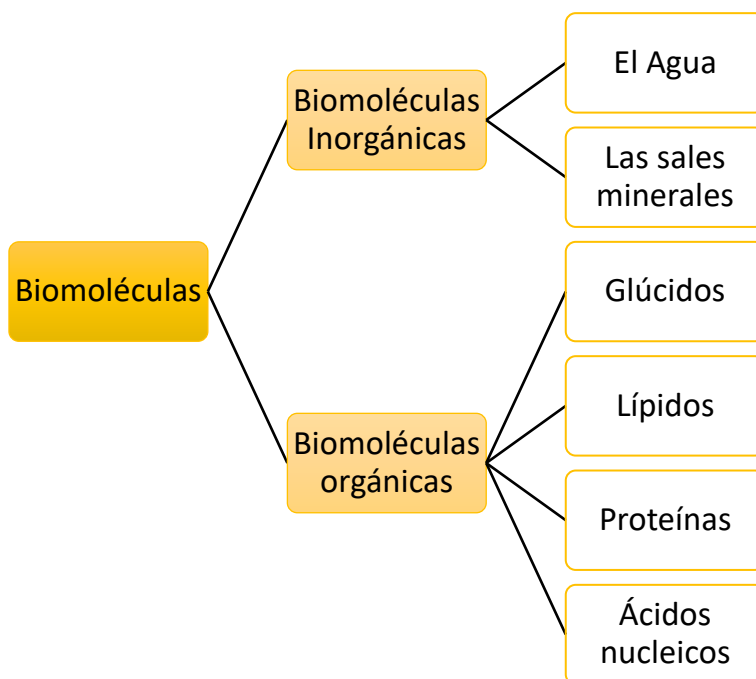 Biomoléculas
Biomoléculas
Inorgánicas
El Agua
Las sales
minerales
Biomoléculas
orgánicas
Glúcidos
Lípidos
Proteínas
Ácidos
nucleicos